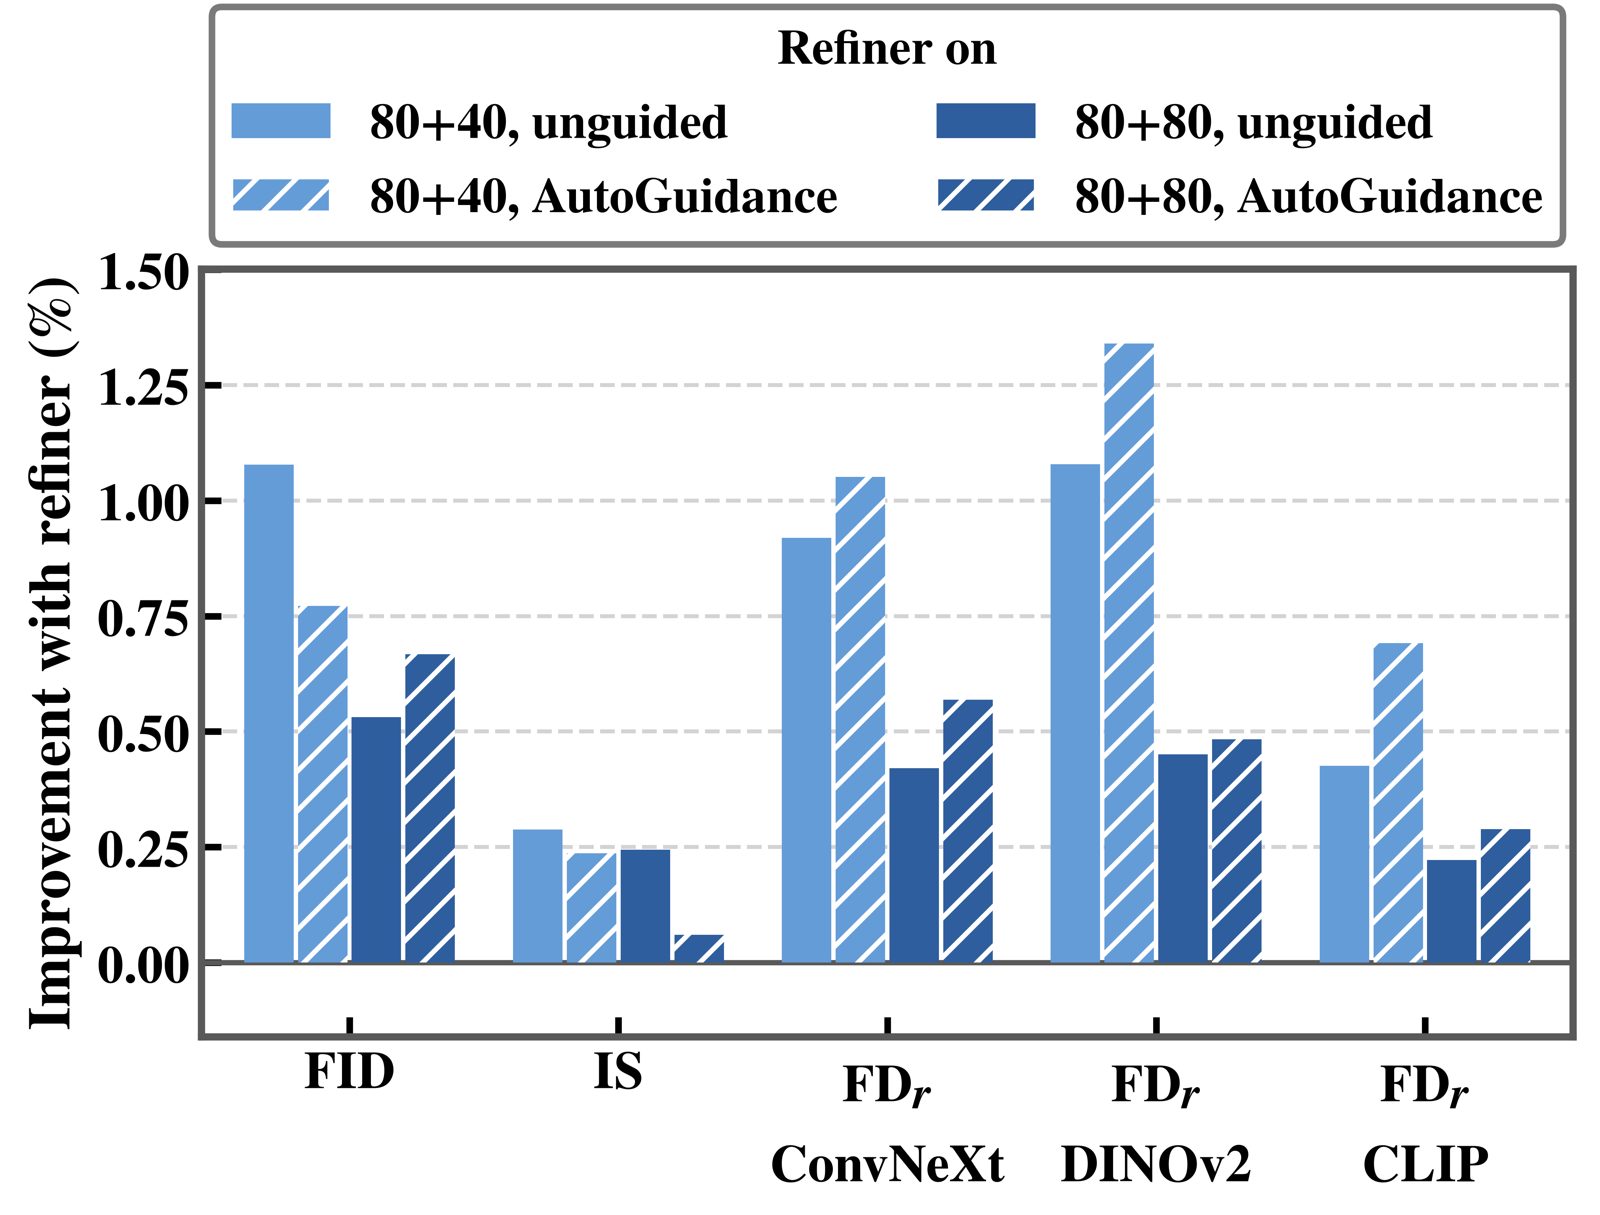 Refiner on
80+40, unguided
80+80, unguided
80+40, AutoGuidance
80+80, AutoGuidance
Improvement with refiner (%)
1.50
1.25
1.00
0.75
0.50
0.25
0.00
FID
IS
FDr
ConvNeXt
FDr
DINOv2
FDr
CLIP